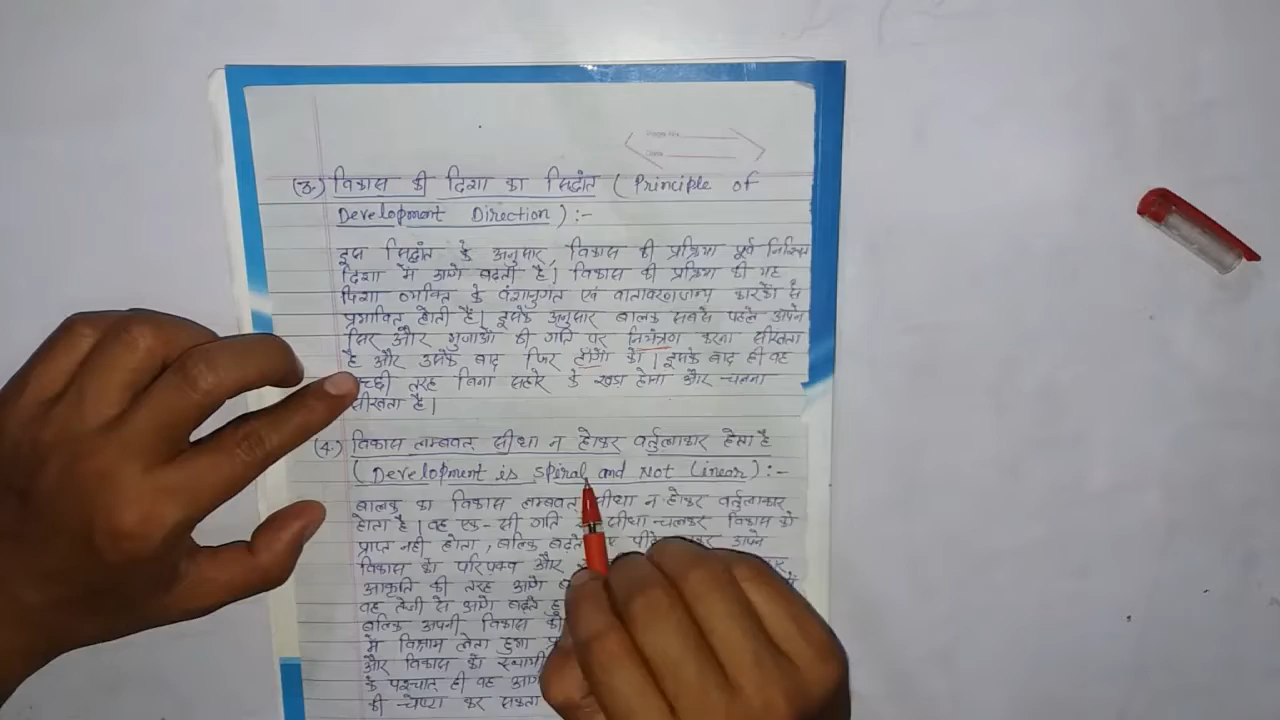 (3.) विकास की दिशा का सिद्धांत ( Principle of
Development Direction ) :-
इस सिद्धांत के अनुसार, विकास की प्रक्रिया पूर्व निश्चित
दिशा में आगे बढ़ती है। विकास की प्रक्रिया की यह
दिशा व्यक्ति के वंशानुगत एवं वातावरणजन्य कारकों से
प्रभावित होती है। इसके अनुसार बालक सबसे पहले अपने
सिर और भुजाओं की गति पर नियंत्रण करना सीखता
है और उसके बाद फिर टाँगों को। इसके बाद ही वह
तरह बिना सहारे के खड़ा होना और चलना
सीखता है।
(4.) विकास लम्बवत् सीधा न होकर वर्तुलाकार होता है
( Development is spiral and Not Linear ) :-
बालक का विकास लम्बवत् सीधा न होकर वर्तुलाकार
होता है। वह एक-सी गति सीधा चलकर विकास को
प्राप्त नहीं होता, बल्कि बढ़ते पीछे अपने
विकास को परिपक्व और
आकृति की तरह आगे
वह तेजी से आगे बढ़ते
बल्कि अपनी विकास की
में विश्राम लेता हुआ
और विकास को स्थायी
के पश्चात् ही वह आगे
की चेष्टा कर सकता